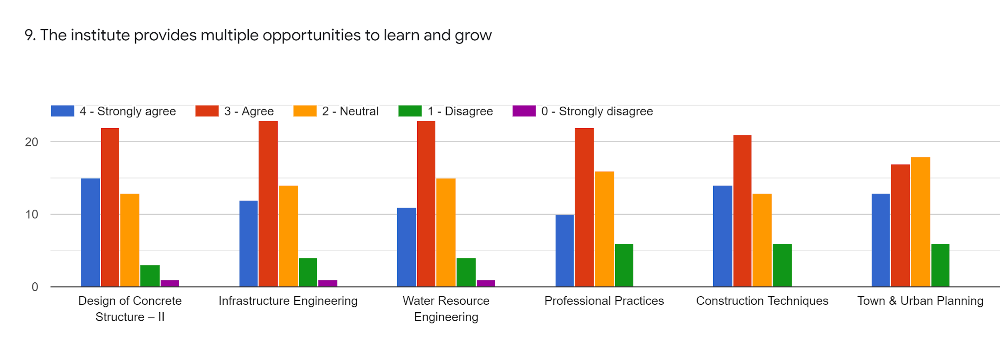 9. The institute provides multiple opportunities to learn and grow
4 - Strongly agree 3 - Agree 2 - Neutral 1 - Disagree 0 - Strongly disagree
20
10
0
Design of Concrete Structure – II
Infrastructure Engineering
Water Resource Engineering
Professional Practices
Construction Techniques
Town & Urban Planning